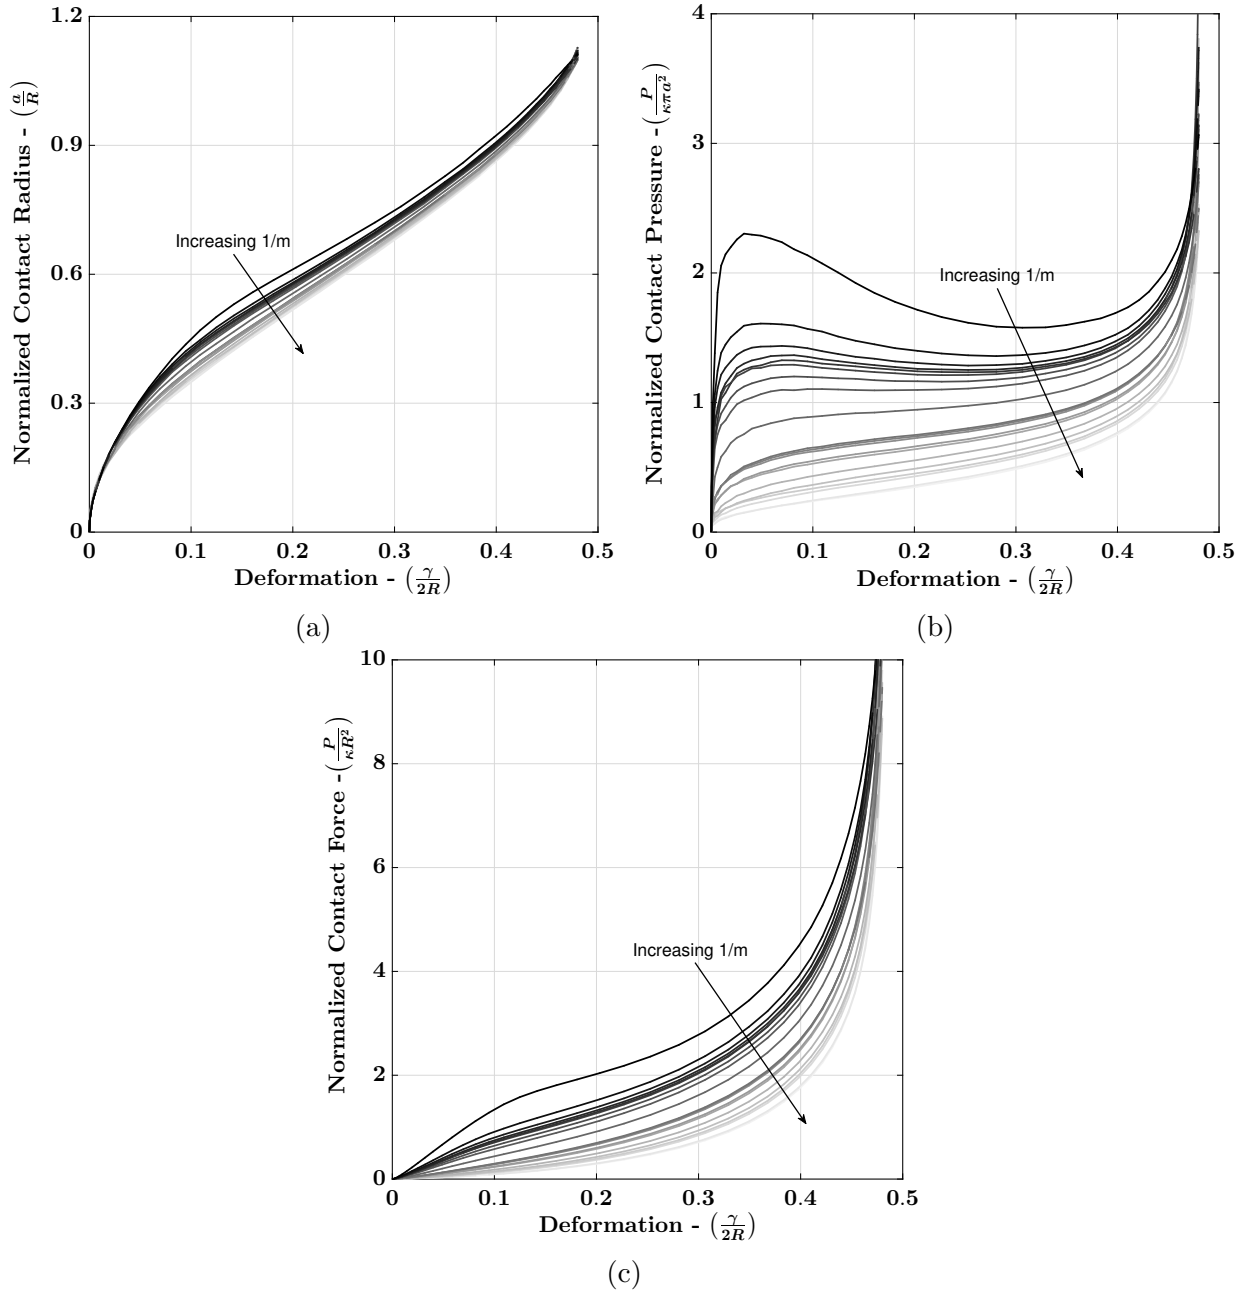 1.2
0.9
0.6
0.3
0
0
0.1
0.2
0.3
0.4
0.5
Normalized Contact Radius - (a/R)
Increasing 1/m
Deformation - (γ/2R)
(a)
4
3
2
1
0
0
0.1
0.2
0.3
0.4
0.5
Normalized Contact Pressure -(P/κπa²)
Increasing 1/m
Deformation - (γ/2R)
(b)
10
8
6
4
2
0
0
0.1
0.2
0.3
0.4
0.5
Normalized Contact Force -(P/κR²)
Increasing 1/m
Deformation - (γ/2R)
(c)